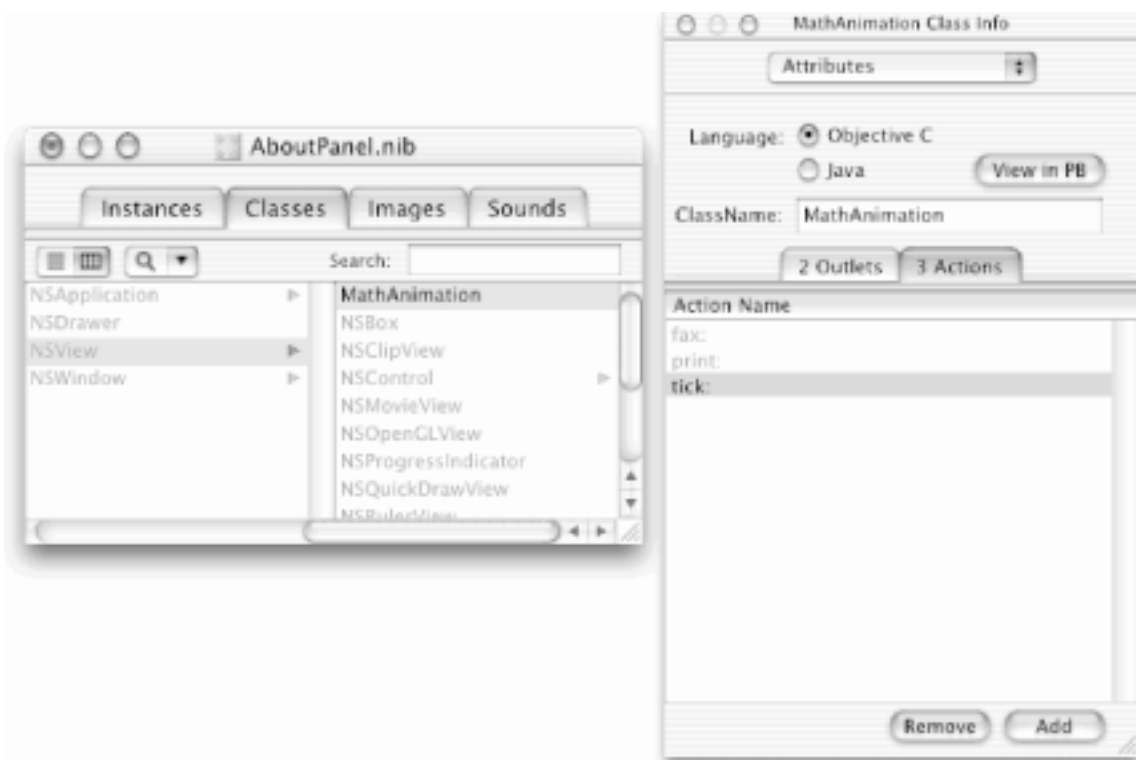 AboutPanel.nib
Instances Classes Images Sounds
Search:
NSApplication
NSDrawer
NSView
NSWindow
MathAnimation
NSBox
NSClipView
NSControl
NSMovieView
NSOpenGLView
NSProgressIndicator
NSQuickDrawView
NSRulerView
MathAnimation Class Info
Attributes
Language: Objective C
Java View in PB
ClassName: MathAnimation
2 Outlets 3 Actions
Action Name
fax:
print:
tick:
Remove Add